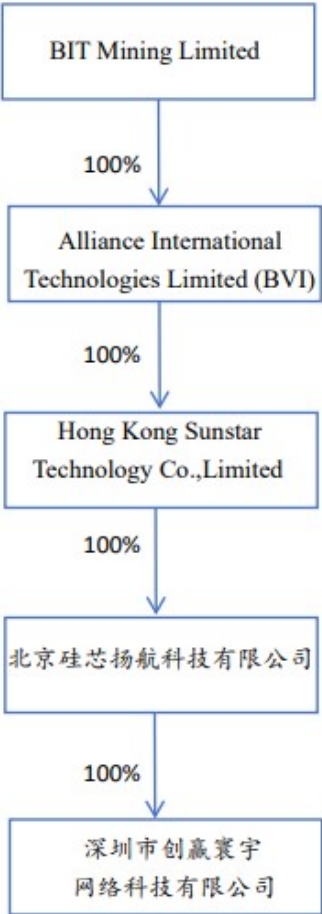 BIT Mining Limited
100%
Alliance International
Technologies Limited (BVI)
100%
Hong Kong Sunstar
Technology Co.,Limited
100%
北京硅芯扬航科技有限公司
100%
深圳市创赢寰宇
网络科技有限公司